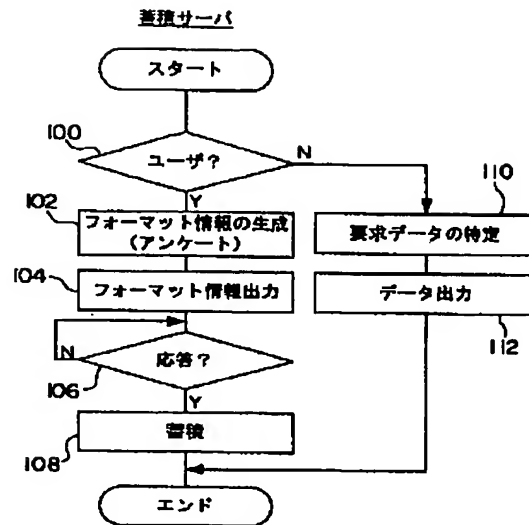 蓄積サーバ
スタート
100
ユーザ?
N
Y
102
フォーマット情報の生成
(アンケート)
110
要求データの特定
104
フォーマット情報出力
データ出力
112
N
応答?
106
Y
蓄積
108
エンド